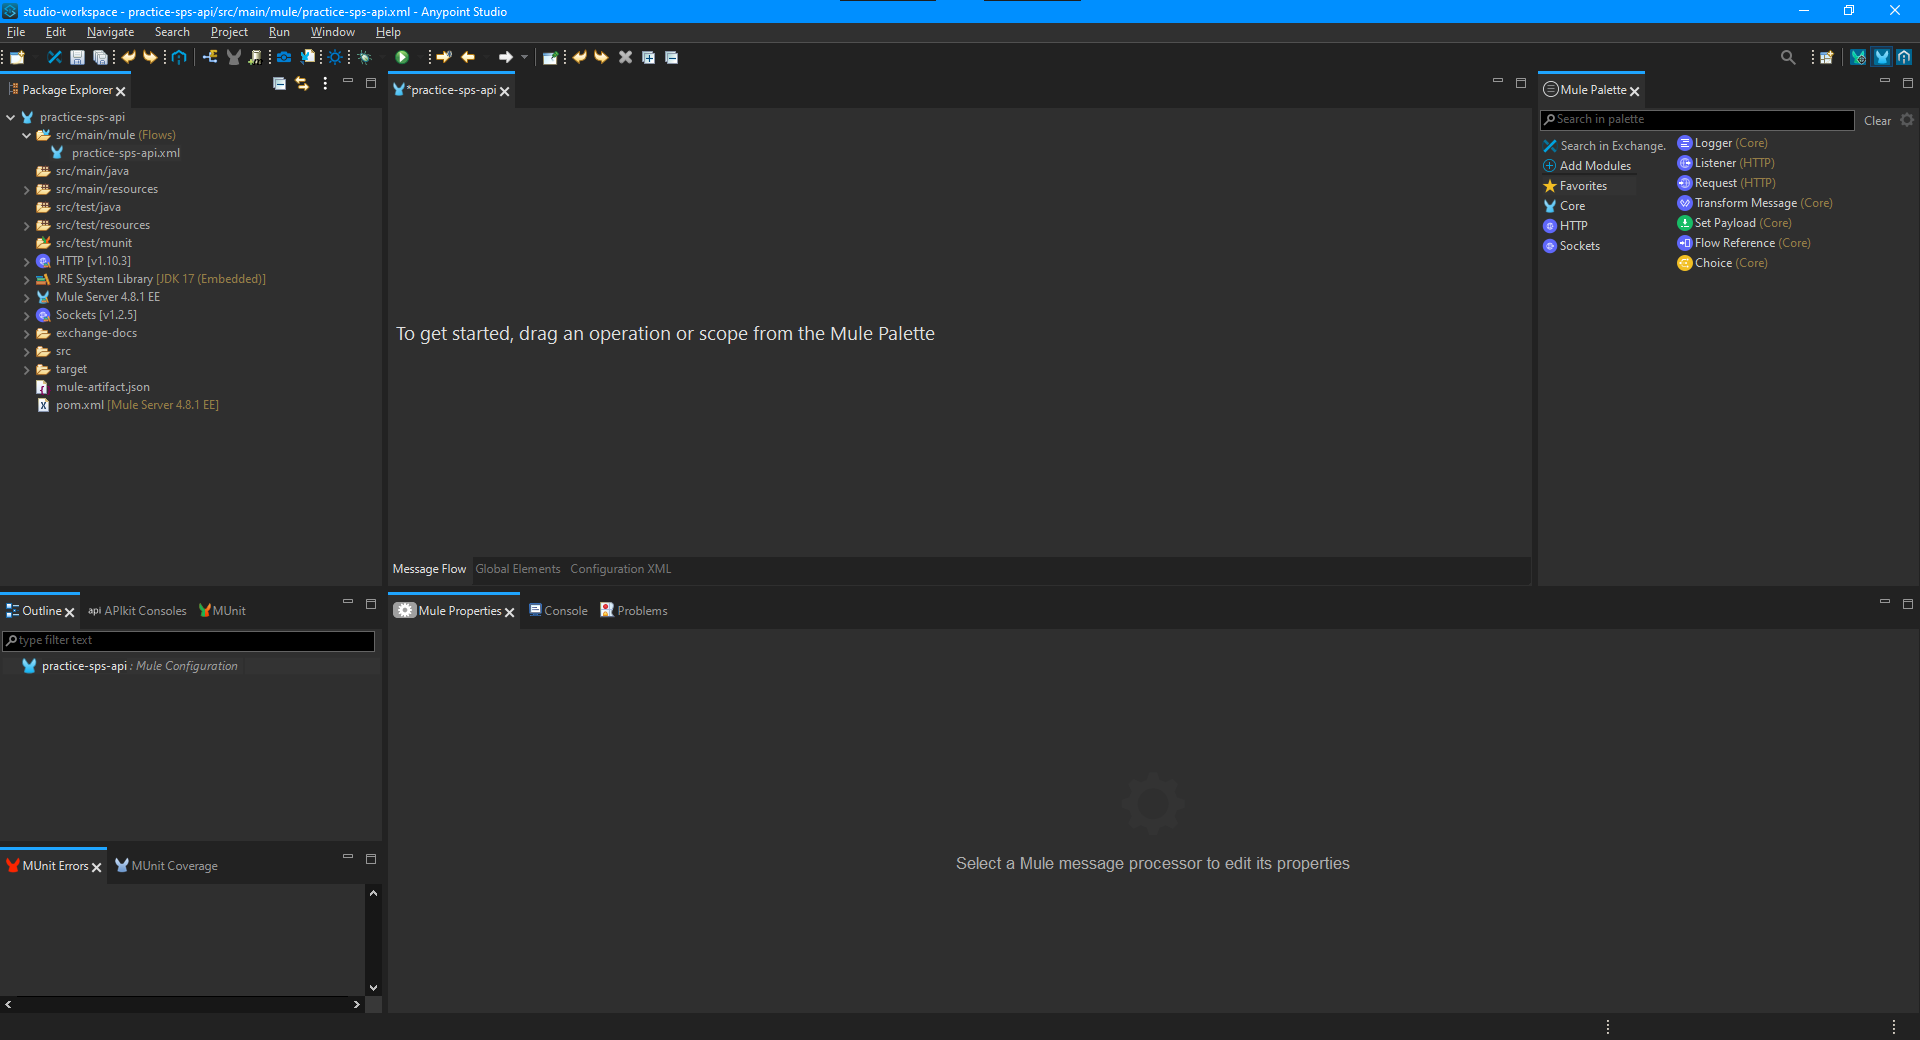 studio-workspace - practice-sps-api/src/main/mule/practice-sps-api.xml - Anypoint Studio
File Edit Navigate Search Project Run Window Help
Package Explorer
practice-sps-api
src/main/mule (Flows)
practice-sps-api.xml
src/main/java
src/main/resources
src/test/java
src/test/resources
src/test/munit
HTTP [v1.10.3]
JRE System Library [JDK 17 (Embedded)]
Mule Server 4.8.1 EE
Sockets [v1.2.5]
exchange-docs
src
target
mule-artifact.json
pom.xml [Mule Server 4.8.1 EE]
*practice-sps-api
To get started, drag an operation or scope from the Mule Palette
Message Flow Global Elements Configuration XML
Mule Palette
Search in palette
Clear
Search in Exchange.
Add Modules
Favorites
Core
HTTP
Sockets
Logger (Core)
Listener (HTTP)
Request (HTTP)
Transform Message (Core)
Set Payload (Core)
Flow Reference (Core)
Choice (Core)
Outline api APIkit Consoles MUnit
type filter text
practice-sps-api : Mule Configuration
MUnit Errors MUnit Coverage
Mule Properties Console Problems
Select a Mule message processor to edit its properties